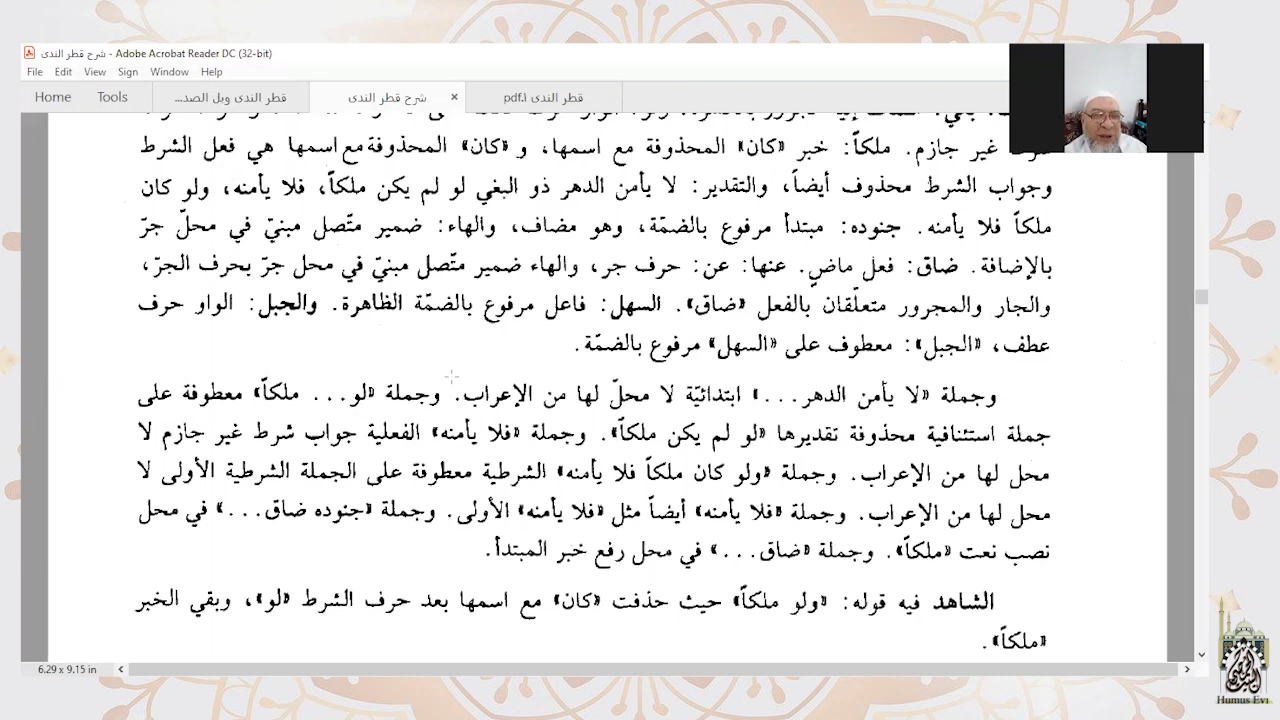 شرح قطر الندى - Adobe Acrobat Reader DC (32-bit)
File Edit View Sign Window Help
Home Tools قطر الندى وبل الصد... شرح قطر الندى × قطر الندى ١.pdf
غير جازم. ملكاً: خبر «كان» المحذوفة مع اسمها، و «كان» المحذوفة مع اسمها هي فعل الشرط
وجواب الشرط محذوف أيضاً، والتقدير: لا يأمن الدهر ذو البغي لو لم يكن ملكاً، فلا يأمنه، ولو كان
ملكاً فلا يأمنه. جنوده: مبتدأ مرفوع بالضمّة، وهو مضاف، والهاء: ضمير متّصل مبنيّ في محلّ جرّ
بالإضافة. ضاق: فعل ماضٍ. عنها: عن: حرف جر، والهاء ضمير متّصل مبنيّ في محل جرّ بحرف الجرّ،
والجار والمجرور متعلّقان بالفعل «ضاق». السهل: فاعل مرفوع بالضمّة الظاهرة. والجبل: الواو حرف
عطف، «الجبل»: معطوف على «السهل» مرفوع بالضمّة.
وجملة «لا يأمن الدهر...» ابتدائيّة لا محلّ لها من الإعراب. وجملة «لو... ملكاً» معطوفة على
جملة استئنافية محذوفة تقديرها «لو لم يكن ملكاً». وجملة «فلا يأمنه» الفعلية جواب شرط غير جازم لا
محل لها من الإعراب. وجملة «ولو كان ملكاً فلا يأمنه» الشرطية معطوفة على الجملة الشرطية الأولى لا
محل لها من الإعراب. وجملة «فلا يأمنه» أيضاً مثل «فلا يأمنه» الأولى. وجملة «جنوده ضاق...» في محل
نصب نعت «ملكاً». وجملة «ضاق...» في محل رفع خبر المبتدأ.
الشاهد فيه قوله: «ولو ملكاً» حيث حذفت «كان» مع اسمها بعد حرف الشرط «لو»، وبقي الخبر
«ملكاً».
6.29 x 9.15 in
Humus Evi